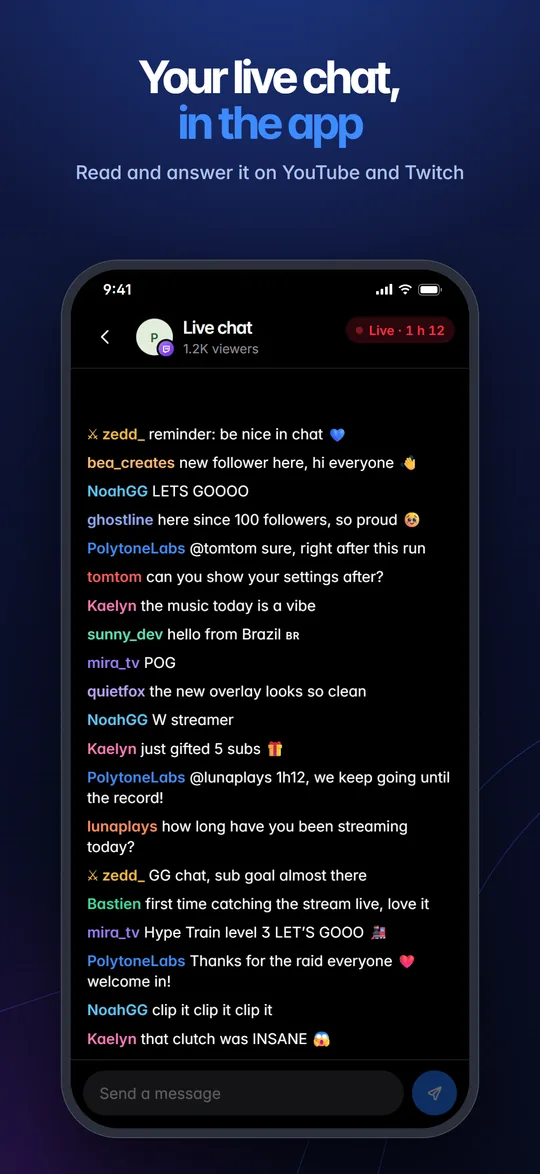 Your live chat,
in the app
Read and answer it on YouTube and Twitch
9:41
P
Live chat
1.2K viewers
Live · 1 h 12
⚔ zedd_ reminder: be nice in chat 💙
bea_creates new follower here, hi everyone 👋
NoahGG LETS GOOOO
ghostline here since 100 followers, so proud 🥹
PolytoneLabs @tomtom sure, right after this run
tomtom can you show your settings after?
Kaelyn the music today is a vibe
sunny_dev hello from Brazil BR
mira_tv POG
quietfox the new overlay looks so clean
NoahGG W streamer
Kaelyn just gifted 5 subs 🎁
PolytoneLabs @lunaplays 1h12, we keep going until
the record!
lunaplays how long have you been streaming
today?
⚔ zedd_ GG chat, sub goal almost there
Bastien first time catching the stream live, love it
mira_tv Hype Train level 3 LET'S GOOO 🚂
PolytoneLabs Thanks for the raid everyone ❤️
welcome in!
NoahGG clip it clip it clip it
Kaelyn that clutch was INSANE 😱
Send a message